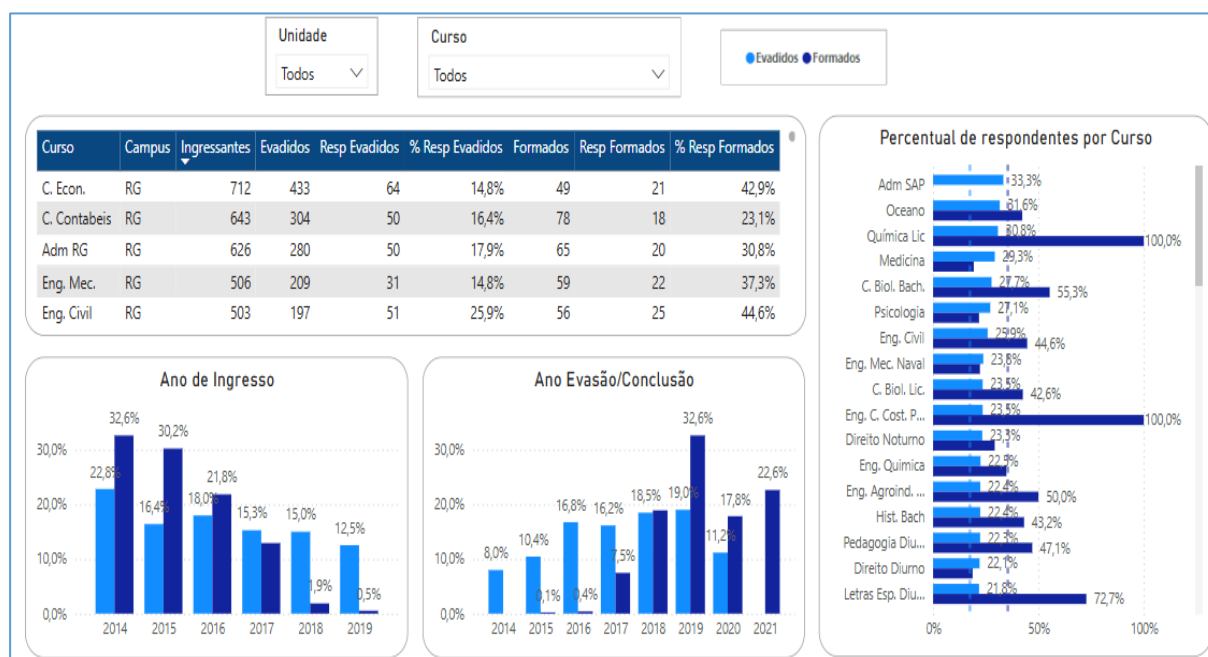 Unidade
Todos
Curso
Todos
Evadidos Formados
Curso Campus Ingressantes Evadidos Resp Evadidos % Resp Evadidos Formados Resp Formados % Resp Formados
C. Econ. RG 712 433 64 14,8% 49 21 42,9%
C. Contabeis RG 643 304 50 16,4% 78 18 23,1%
Adm RG RG 626 280 50 17,9% 65 20 30,8%
Eng. Mec. RG 506 209 31 14,8% 59 22 37,3%
Eng. Civil RG 503 197 51 25,9% 56 25 44,6%
Ano de Ingresso
30,0%
20,0%
10,0%
0,0%
22,8% 32,6%
16,4% 30,2%
18,0% 21,8%
15,3%
15,0% 1,9%
12,5% 0,5%
2014 2015 2016 2017 2018 2019
Ano Evasão/Conclusão
30,0%
20,0%
10,0%
0,0%
8,0%
10,4% 0,1%
16,8% 0,4%
16,2% 7,5%
18,5%
19,0% 32,6%
11,2% 17,8%
22,6%
2014 2015 2016 2017 2018 2019 2020 2021
Percentual de respondentes por Curso
Adm SAP 33,3%
Oceano 31,6%
Química Lic 30,8% 100,0%
Medicina 29,3%
C. Biol. Bach. 27,7% 55,3%
Psicologia 27,1%
Eng. Civil 25,9% 44,6%
Eng. Mec. Naval 23,8%
C. Biol. Lic. 23,5% 42,6%
Eng. C. Cost. P... 23,5% 100,0%
Direito Noturno 23,3%
Eng. Quimica 22,5%
Eng. Agroind. ... 22,4% 50,0%
Hist. Bach 22,4% 43,2%
Pedagogia Diu... 22,3% 47,1%
Direito Diurno 22,1%
Letras Esp. Diu... 21,8% 72,7%
0% 50% 100%